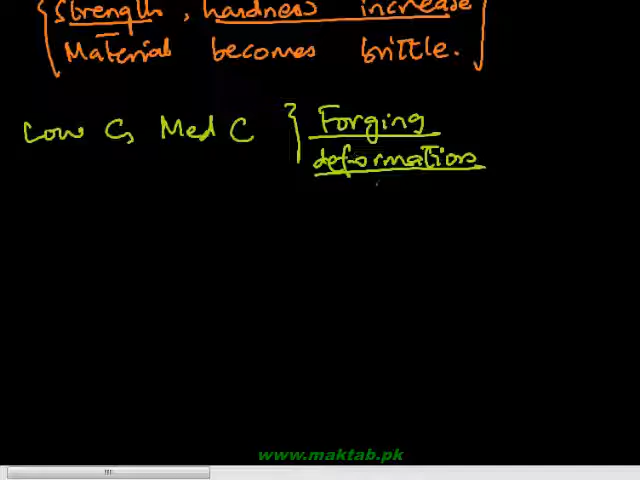 Strength, hardness increase
Material becomes brittle.
Low C, Med C } Forging
deformation
www.maktab.pk